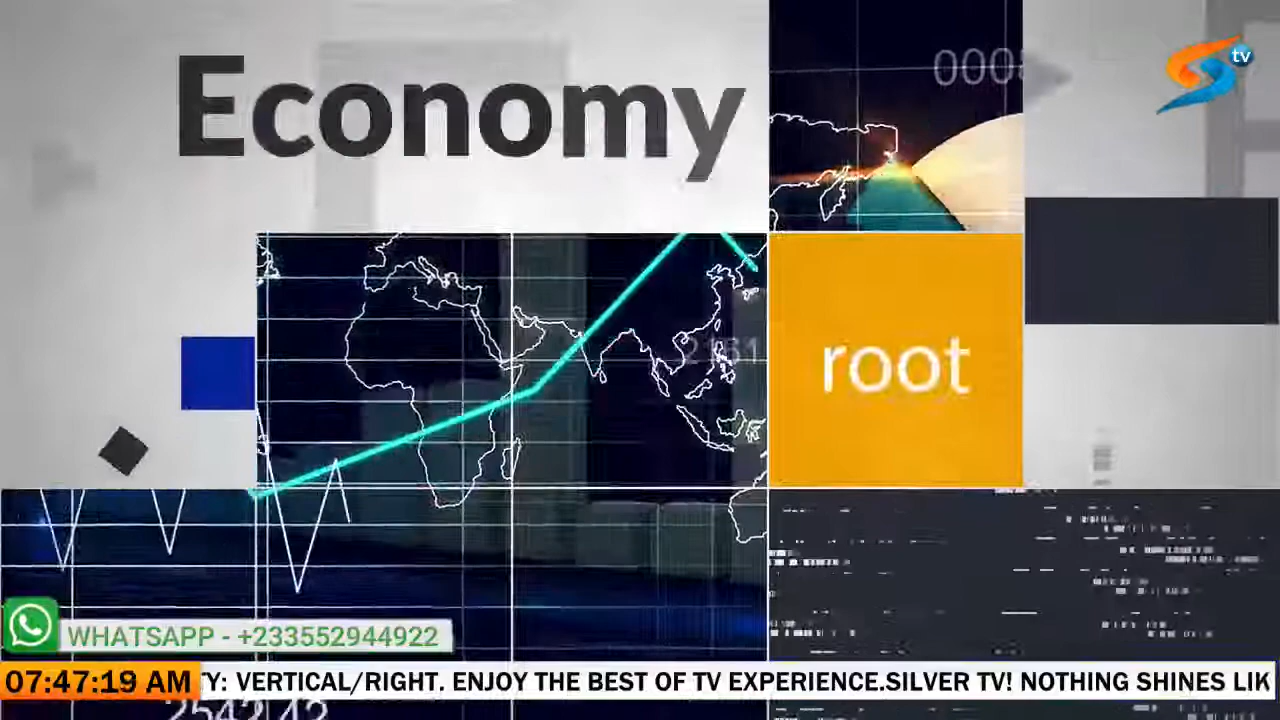 Economy
tv
root
WHATSAPP - +233552944922
07:47:19 AM
TY: VERTICAL/RIGHT. ENJOY THE BEST OF TV EXPERIENCE.SILVER TV! NOTHING SHINES LIK